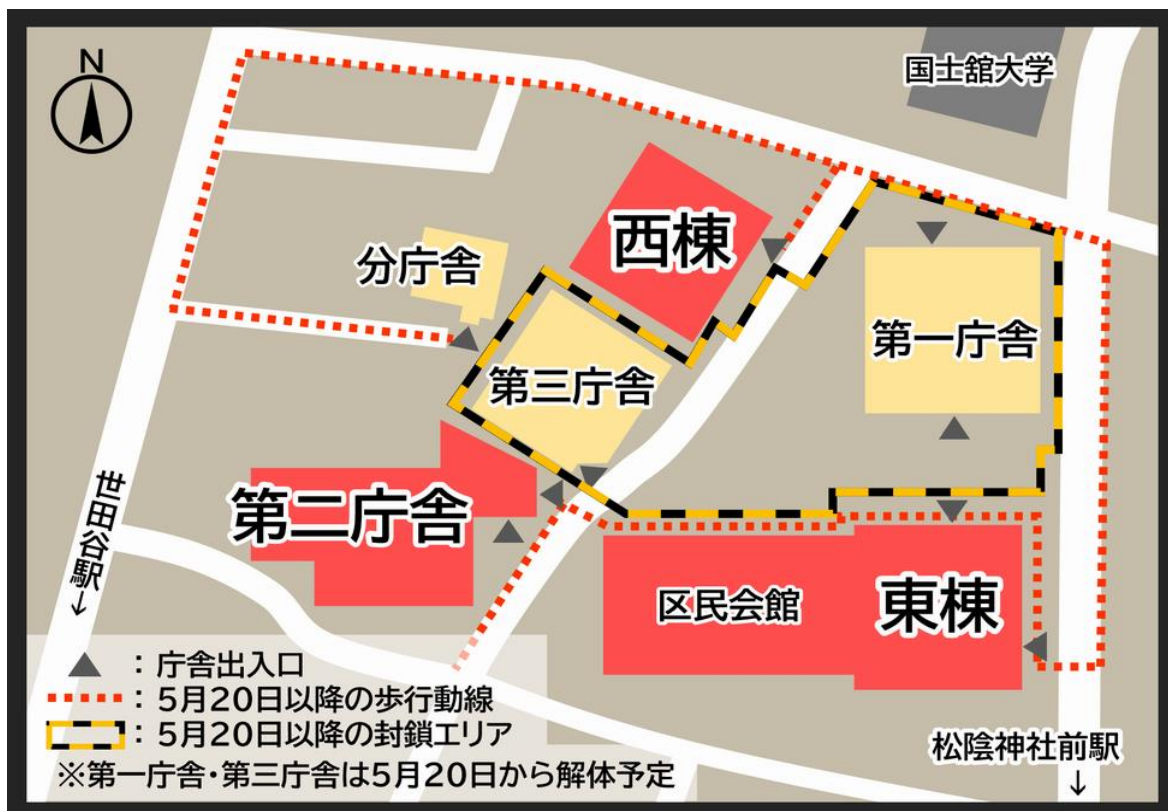 N
国士舘大学
西棟
分庁舎
第一庁舎
第三庁舎
第二庁舎
世田谷駅↓
区民会館
東棟
：庁舎出入口
：5月20日以降の歩行動線
：5月20日以降の封鎖エリア
※第一庁舎・第三庁舎は5月20日から解体予定
松陰神社前駅
↓